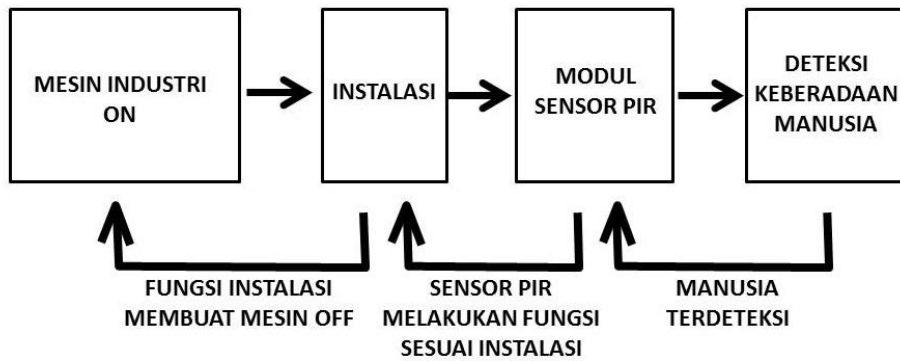 MESIN INDUSTRI
ON
INSTALASI
MODUL
SENSOR PIR
DETEKSI
KEBERADAAN
MANUSIA
FUNGSI INSTALASI
MEMBUAT MESIN OFF
SENSOR PIR
MELAKUKAN FUNGSI
SESUAI INSTALASI
MANUSIA
TERDETEKSI